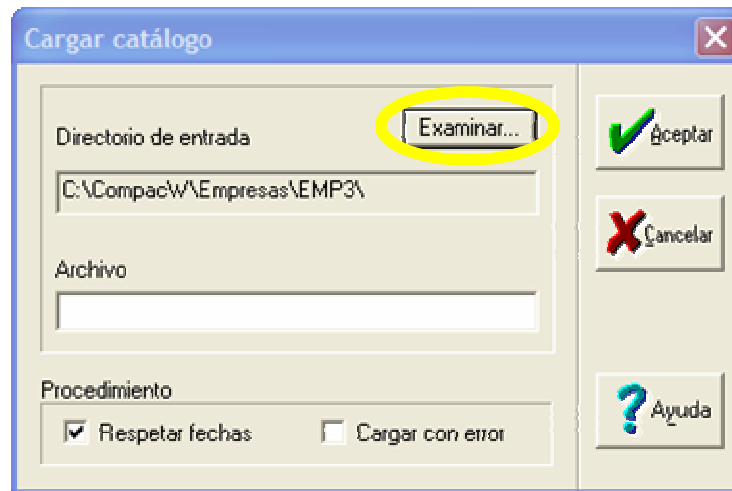 Cargar catálogo
Directorio de entrada
Examinar...
C:\CompacW\Empresas\EMP3\
Archivo
Procedimiento
Respetar fechas
Cargar con error
Aceptar
Cancelar
Ayuda